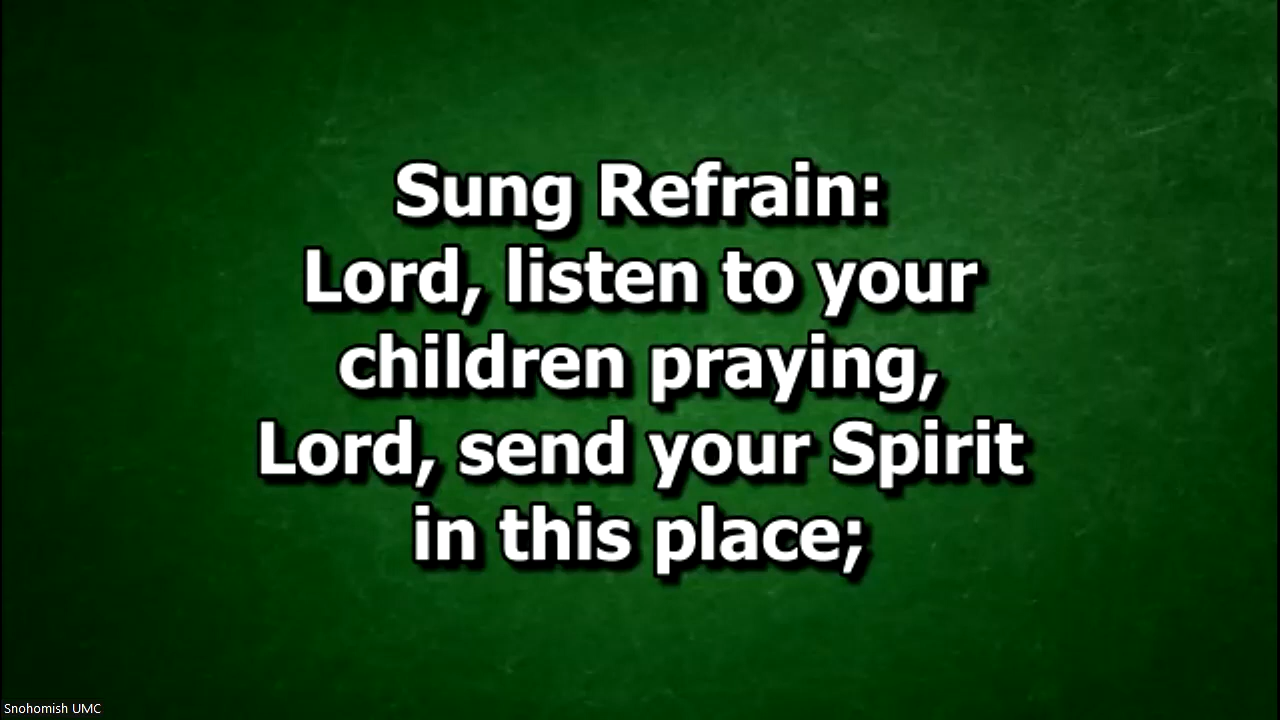 Sung Refrain:
Lord, listen to your
children praying,
Lord, send your Spirit
in this place;
Snohomish UMC